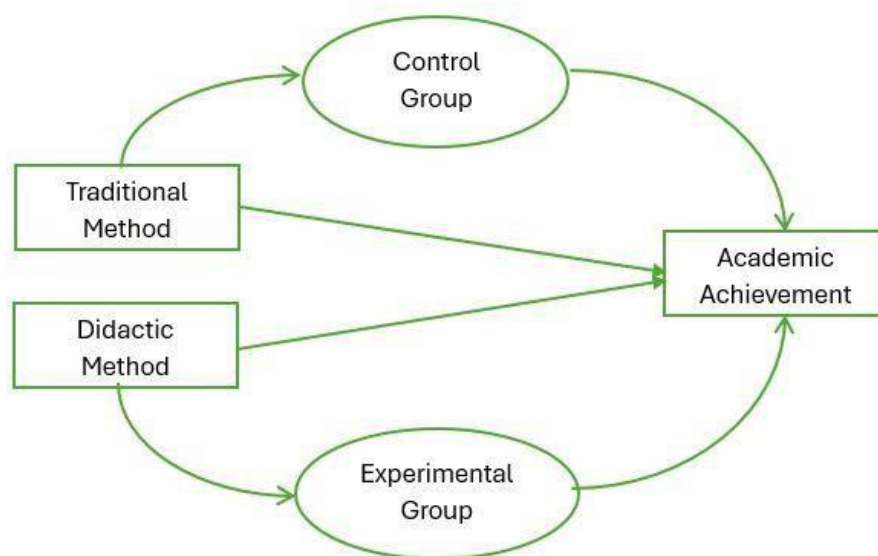 Control
Group
Traditional
Method
Academic
Achievement
Didactic
Method
Experimental
Group